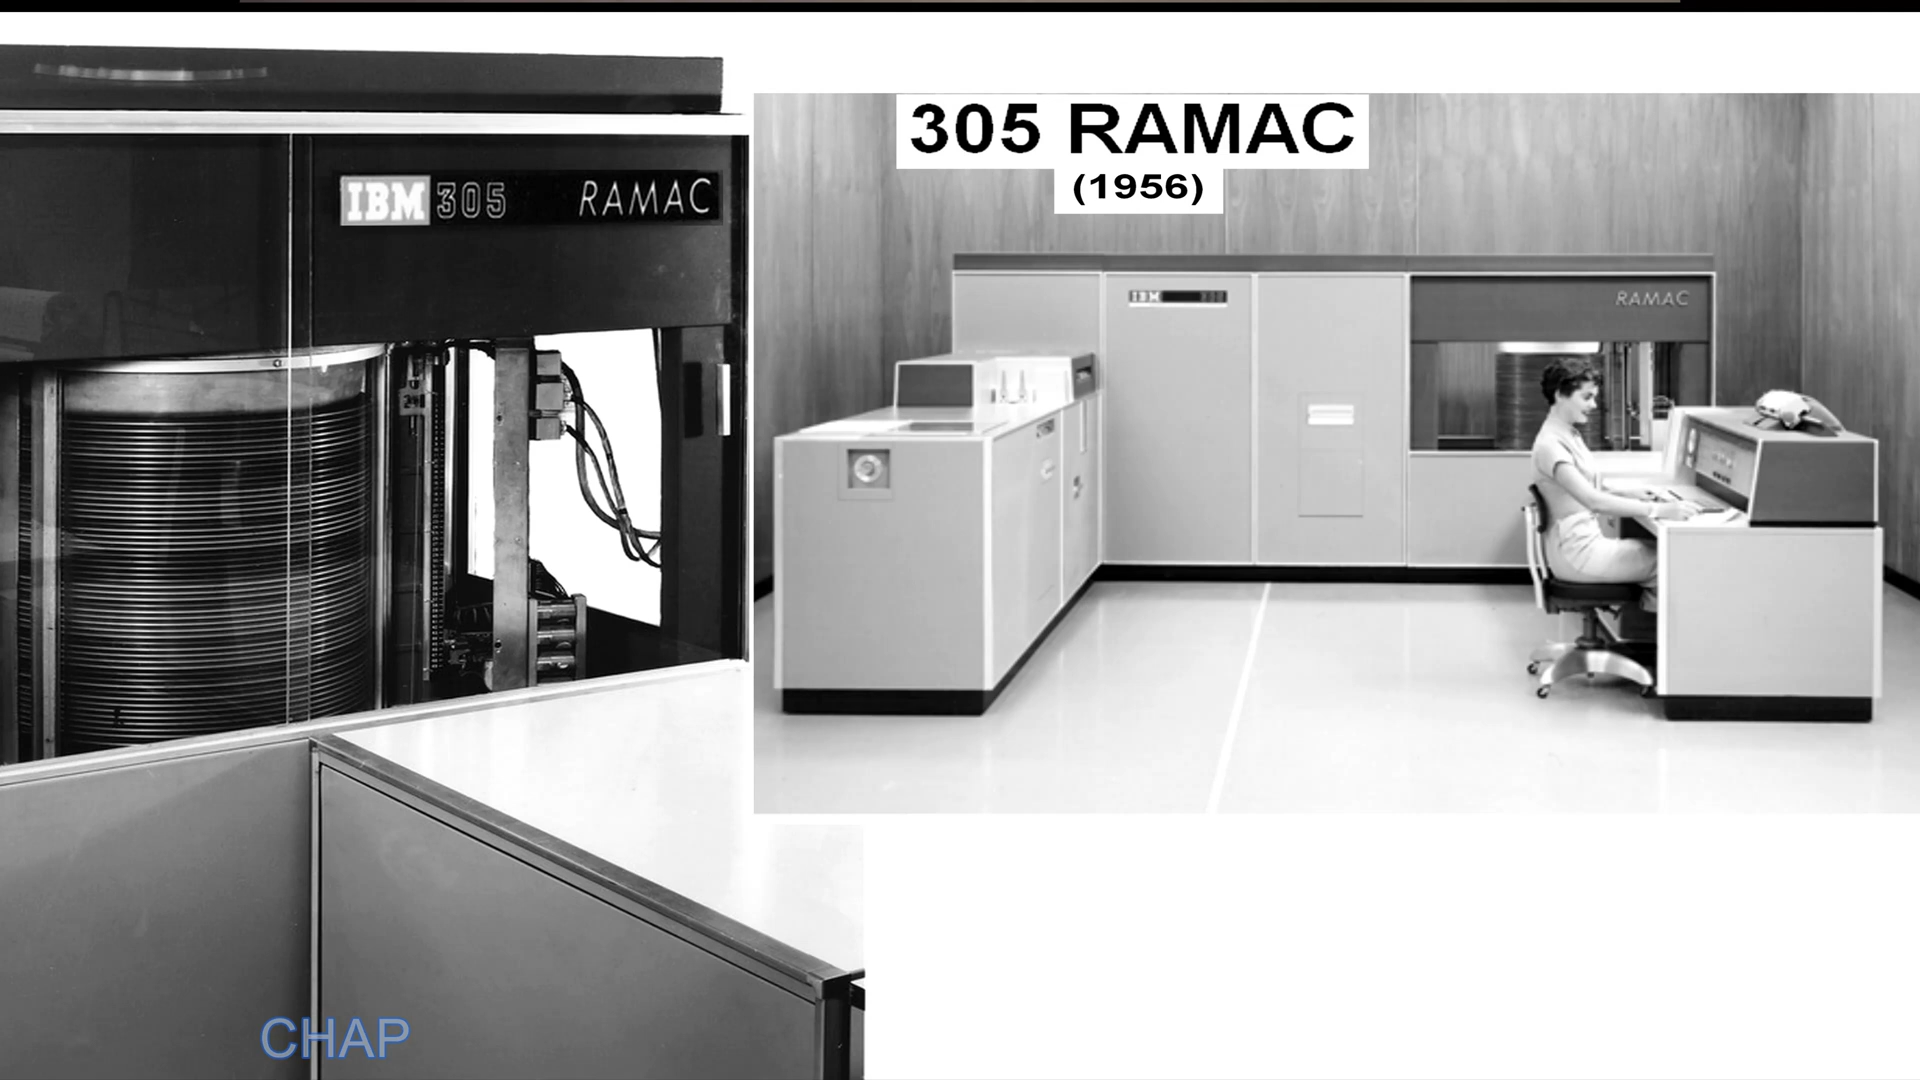 305 RAMAC
(1956)
IBM 305 RAMAC
IBM
RAMAC
CHAP